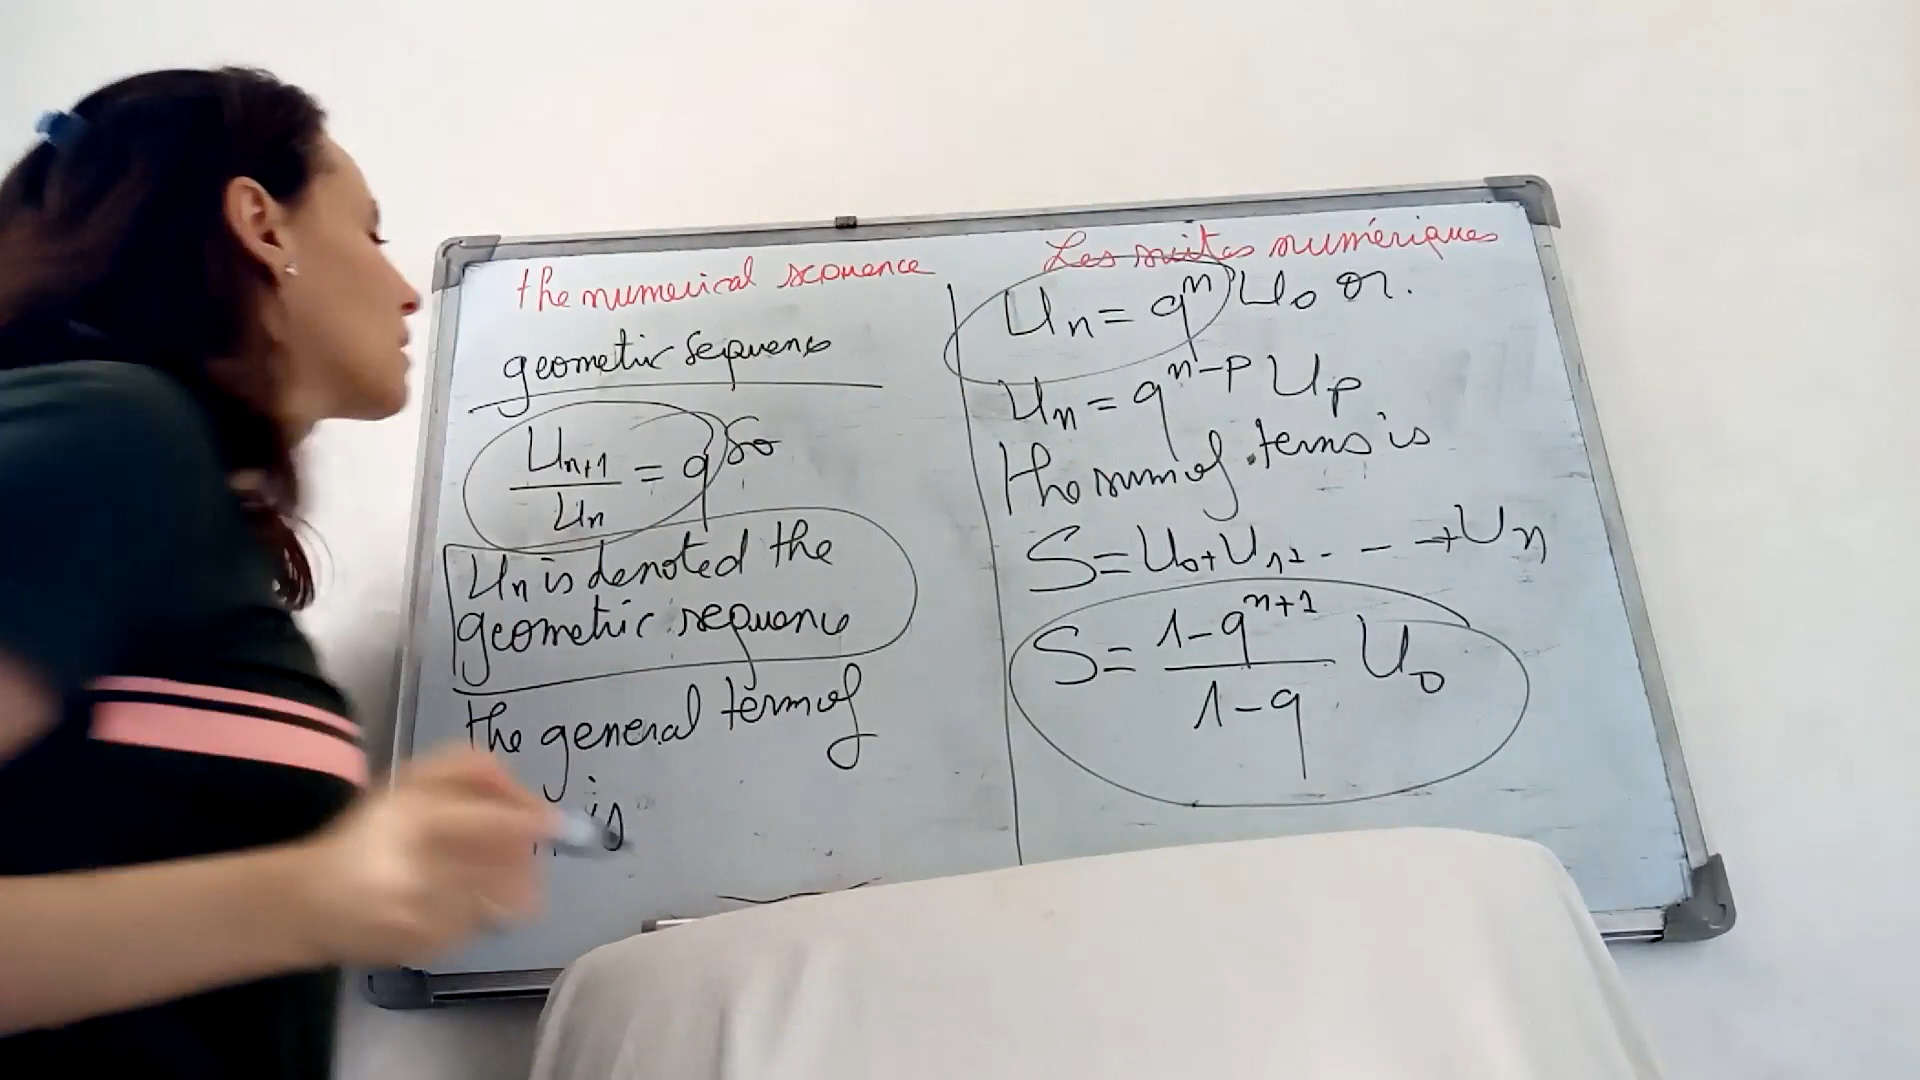 the numerical sequence
geometric sequence
Un+1 / Un = q so
Un is denoted the
geometric sequence
the general term of
is
Les suites numériques
Un = q^n U0 or.
Un = q^n-p Up
the sum of terms is
S = U0 + U1 + - - - + Un
S = (1 - q^n+1) / (1 - q) U0